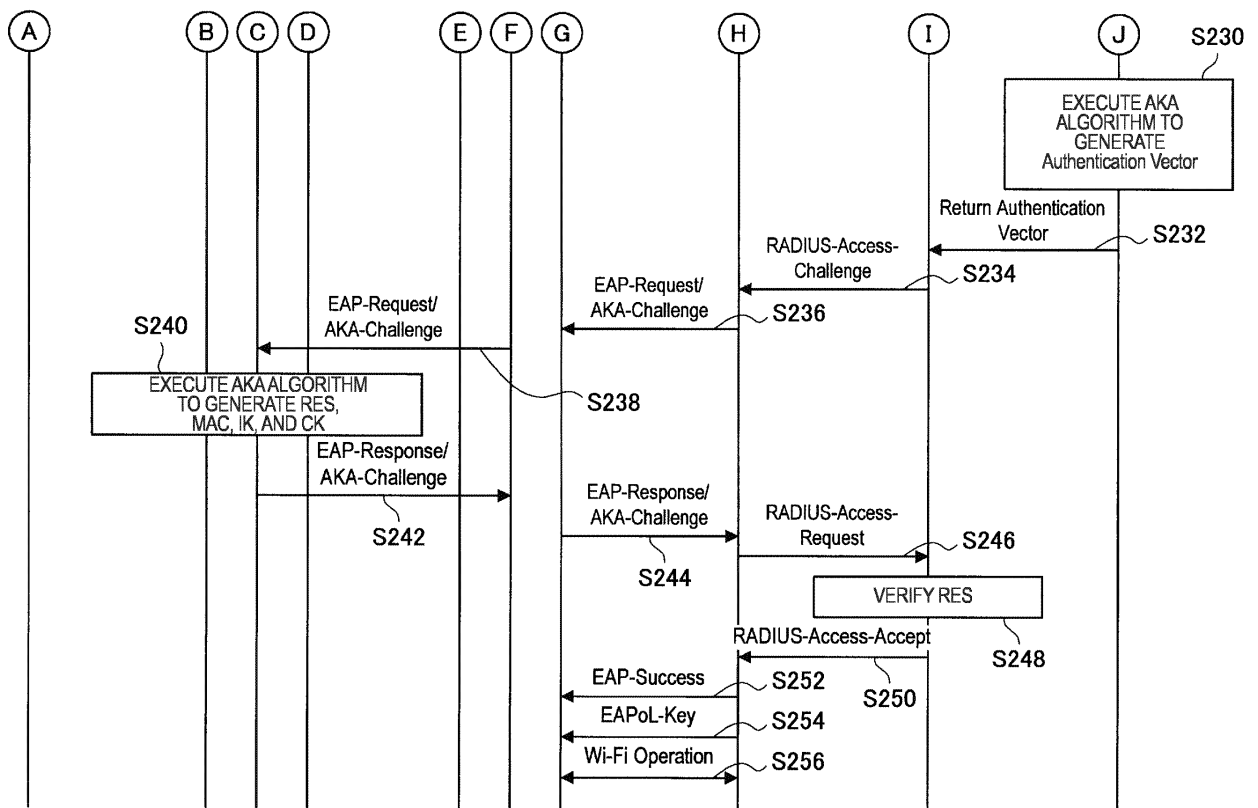 A
B
C
D
E
F
G
H
I
J
S230
EXECUTE AKA
ALGORITHM TO
GENERATE
Authentication Vector
Return Authentication
Vector
S232
RADIUS-Access-
Challenge
S234
EAP-Request/
AKA-Challenge
S236
EAP-Request/
AKA-Challenge
S238
S240
EXECUTE AKA ALGORITHM
TO GENERATE RES,
MAC, IK, AND CK
EAP-Response/
AKA-Challenge
S242
EAP-Response/
AKA-Challenge
S244
RADIUS-Access-
Request
S246
VERIFY RES
S248
RADIUS-Access-Accept
S250
EAP-Success
S252
EAPoL-Key
S254
Wi-Fi Operation
S256